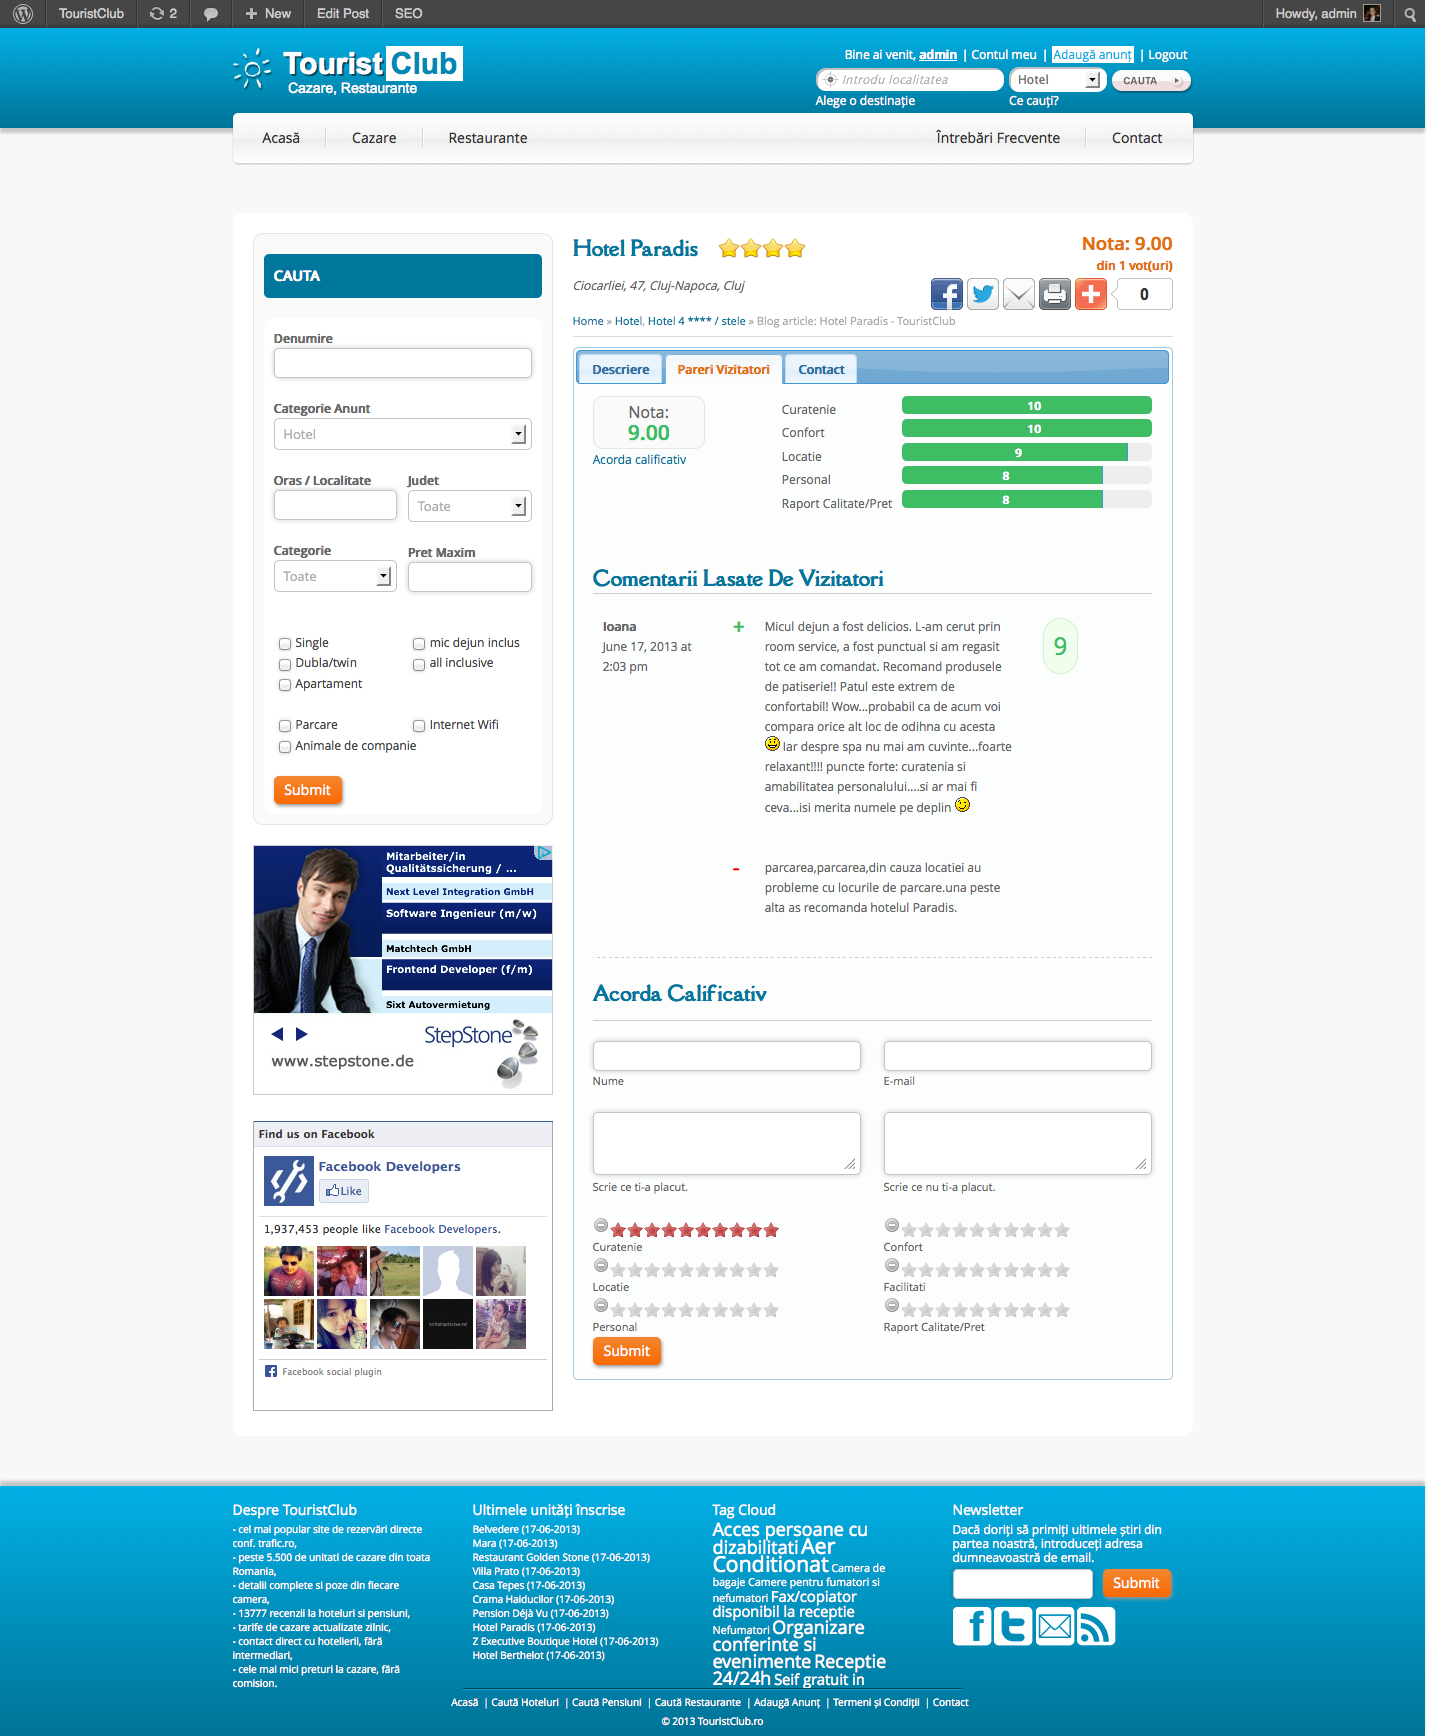 TouristClub
2
New
Edit Post
SEO
Howdy, admin
TouristClub
Cazare, Restaurante
Bine ai venit, admin | Contul meu | Adaugă anunț | Logout
Introdu localitatea
Hotel
CAUTA
Alege o destinație
Ce cauți?
Acasă
Cazare
Restaurante
Întrebări Frecvente
Contact
CAUTA
Denumire
Categorie Anunt
Hotel
Oras / Localitate
Judet
Toate
Categorie
Pret Maxim
Toate
Single
mic dejun inclus
Dubla/twin
all inclusive
Apartament
Parcare
Internet Wifi
Animale de companie
Submit
Mitarbeiter/in
Qualitätssicherung / ...
Next Level Integration GmbH
Software Ingenieur (m/w)
Matchtech GmbH
Frontend Developer (f/m)
Sixt Autovermietung
StepStone
www.stepstone.de
Find us on Facebook
Facebook Developers
Like
1,937,453 people like Facebook Developers.
Facebook social plugin
Hotel Paradis
Nota: 9.00
din 1 vot(uri)
Ciocarliei, 47, Cluj-Napoca, Cluj
0
Home » Hotel, Hotel 4 **** / stele » Blog article: Hotel Paradis - TouristClub
Descriere
Pareri Vizitatori
Contact
Nota:
9.00
Acorda calificativ
Curatenie 10
Confort 10
Locatie 9
Personal 8
Raport Calitate/Pret 8
Comentarii Lasate De Vizitatori
Ioana
June 17, 2013 at
2:03 pm
+
Micul dejun a fost delicios. L-am cerut prin
room service, a fost punctual si am regasit
tot ce am comandat. Recomand produsele
de patiserie!! Patul este extrem de
confortabil! Wow...probabil ca de acum voi
compara orice alt loc de odihna cu acesta
Iar despre spa nu mai am cuvinte...foarte
relaxant!!!! puncte forte: curatenia si
amabilitatea personalului....si ar mai fi
ceva...isi merita numele pe deplin
9
-
parcarea,parcarea,din cauza locatiei au
probleme cu locurile de parcare.una peste
alta as recomanda hotelul Paradis.
Acorda Calificativ
Nume
E-mail
Scrie ce ti-a placut.
Scrie ce nu ti-a placut.
Curatenie
Confort
Locatie
Facilitati
Personal
Raport Calitate/Pret
Submit
Despre TouristClub
- cel mai popular site de rezervări directe
conf. trafic.ro,
- peste 5.500 de unitati de cazare din toata
Romania,
- detalii complete si poze din fiecare
camera,
- 13777 recenzii la hoteluri si pensiuni,
- tarife de cazare actualizate zilnic,
- contact direct cu hotelierii, fără
intermediari,
- cele mai mici preturi la cazare, fără
comision.
Ultimele unități înscrise
Belvedere (17-06-2013)
Mara (17-06-2013)
Restaurant Golden Stone (17-06-2013)
Villa Prato (17-06-2013)
Casa Tepes (17-06-2013)
Crama Haiducilor (17-06-2013)
Pension Déjà Vu (17-06-2013)
Hotel Paradis (17-06-2013)
Z Executive Boutique Hotel (17-06-2013)
Hotel Berthelot (17-06-2013)
Tag Cloud
Acces persoane cu
dizabilitati Aer
Conditionat Camera de
bagaje Camere pentru fumatori si
nefumatori Fax/copiator
disponibil la receptie
Nefumatori Organizare
conferinte si
evenimente Receptie
24/24h Seif gratuit in
Newsletter
Dacă doriți să primiți ultimele știri din
partea noastră, introduceți adresa
dumneavoastră de email.
Submit
Acasă | Caută Hoteluri | Caută Pensiuni | Caută Restaurante | Adaugă Anunț | Termeni și Condiții | Contact
© 2013 TouristClub.ro